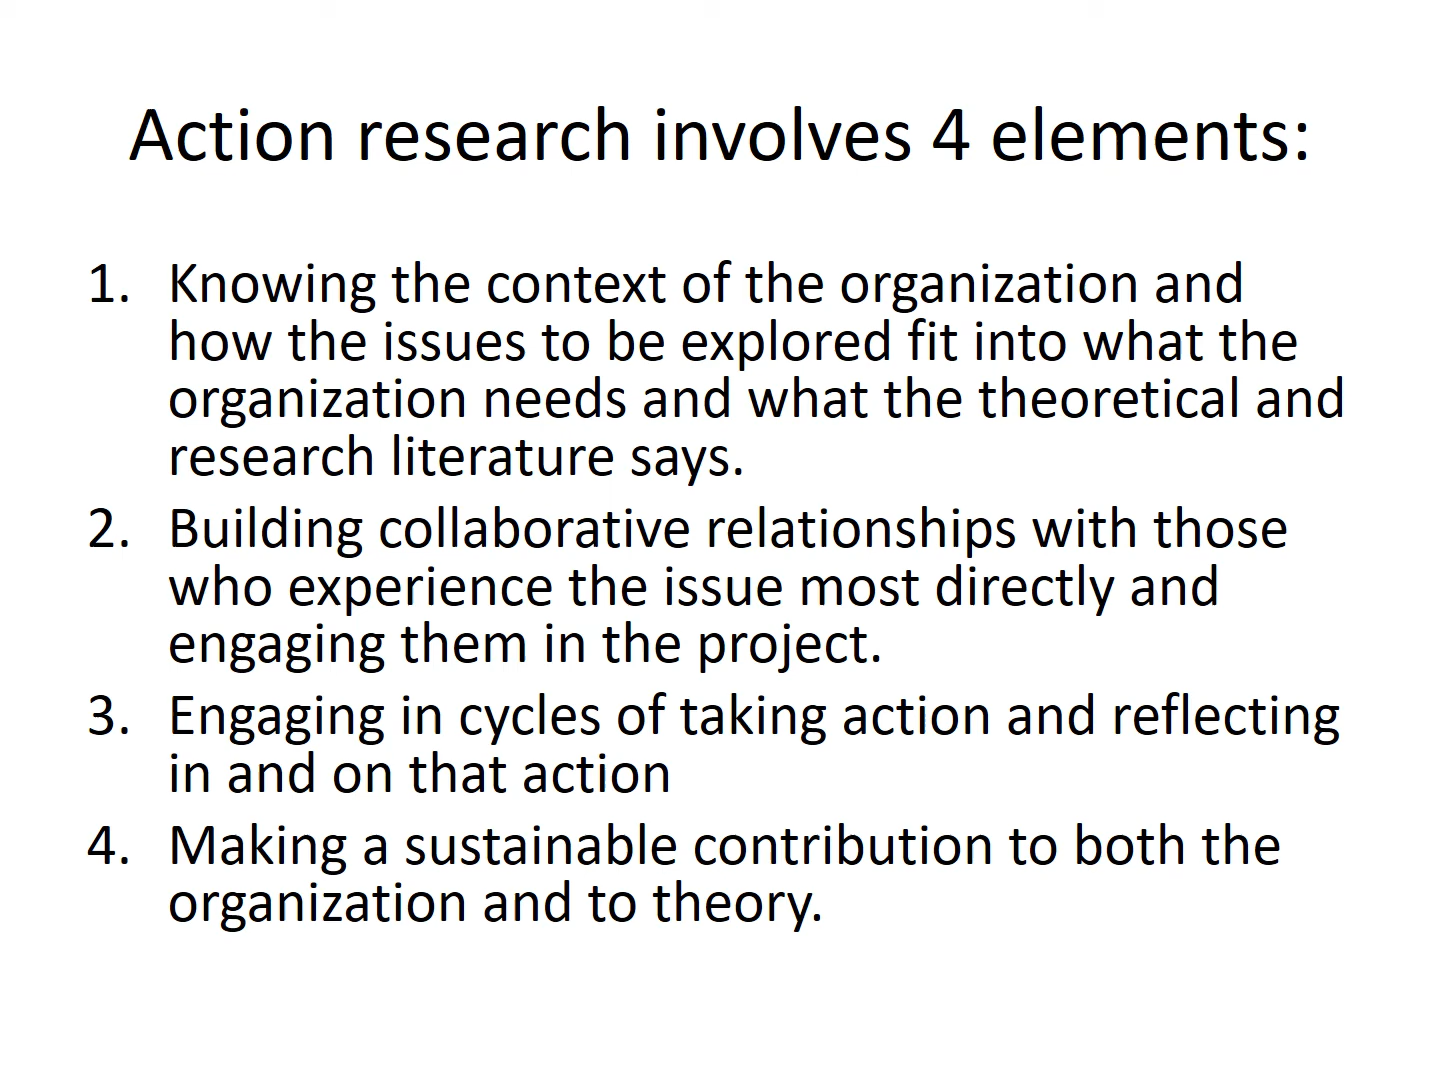 Action research involves 4 elements:
1. Knowing the context of the organization and
how the issues to be explored fit into what the
organization needs and what the theoretical and
research literature says.
2. Building collaborative relationships with those
who experience the issue most directly and
engaging them in the project.
3. Engaging in cycles of taking action and reflecting
in and on that action
4. Making a sustainable contribution to both the
organization and to theory.